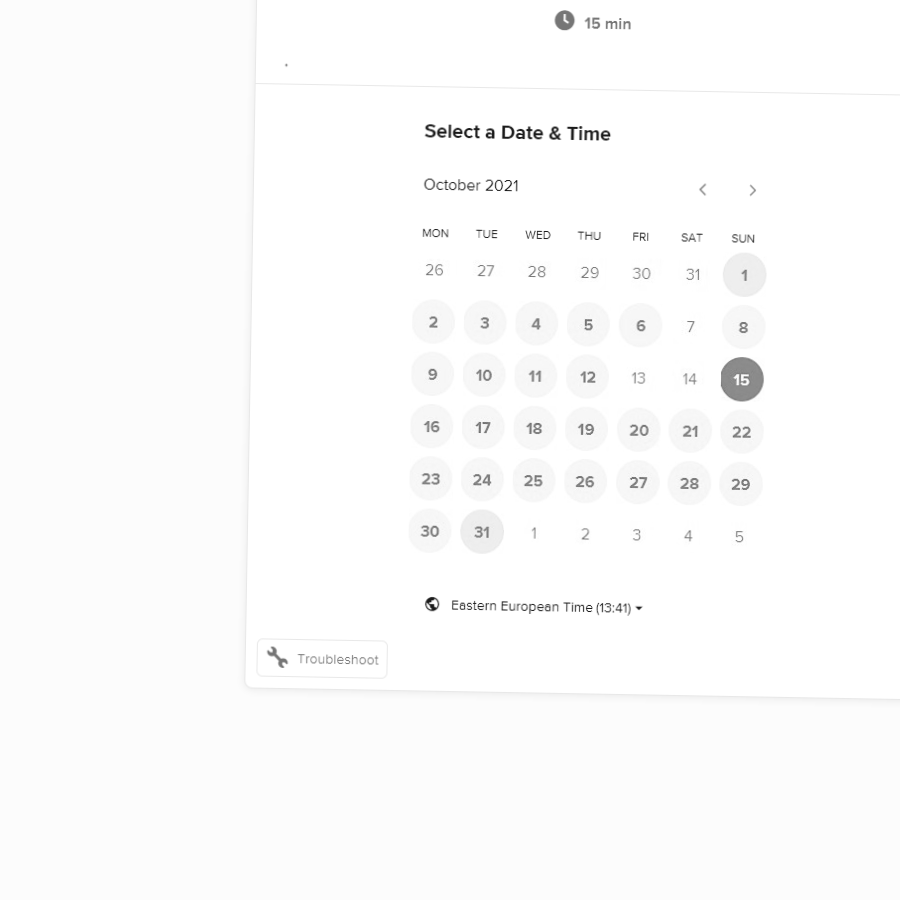 15 min
.
Select a Date & Time
October 2021
MON TUE WED THU FRI SAT SUN
26 27 28 29 30 31 1
2 3 4 5 6 7 8
9 10 11 12 13 14 15
16 17 18 19 20 21 22
23 24 25 26 27 28 29
30 31 1 2 3 4 5
Eastern European Time (13:41)
Troubleshoot